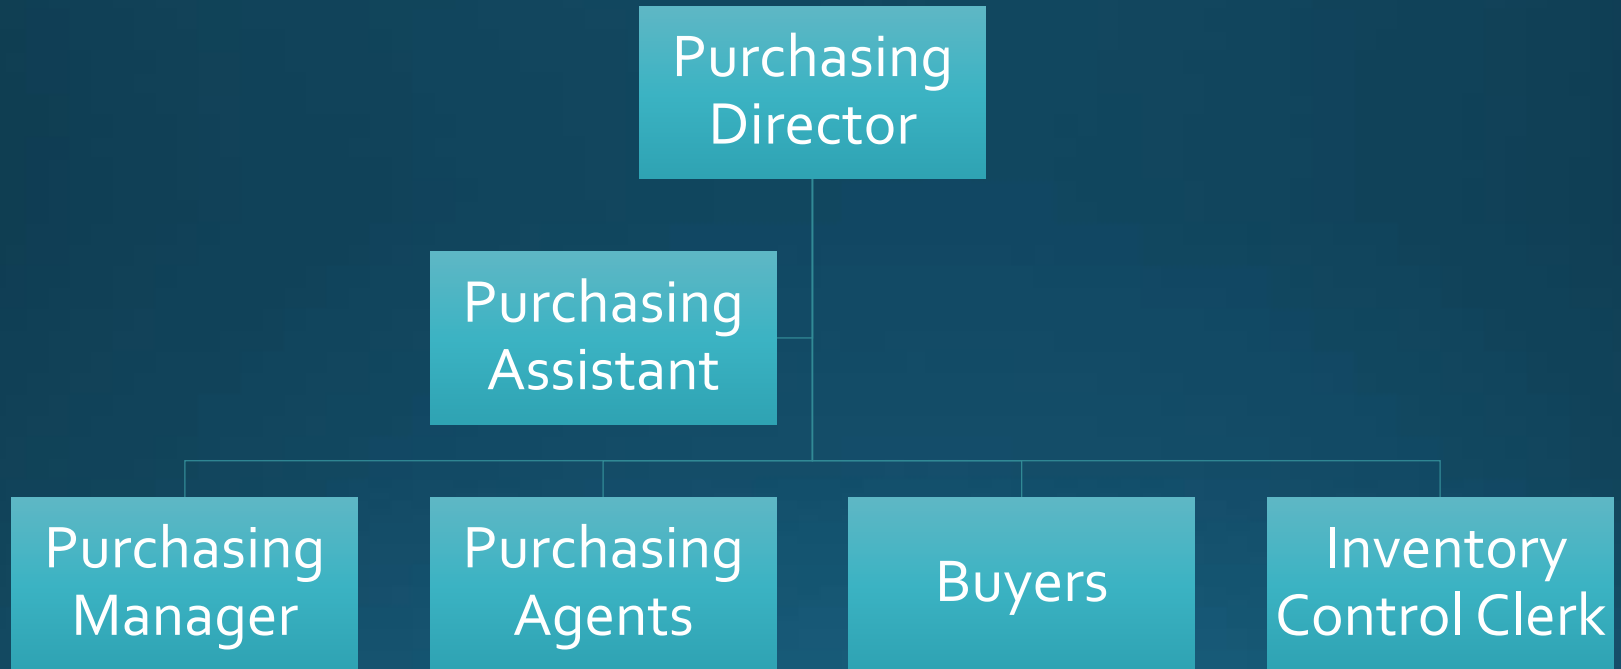 Purchasing
Director
Purchasing
Assistant
Purchasing
Manager
Purchasing
Agents
Buyers
Inventory
Control Clerk